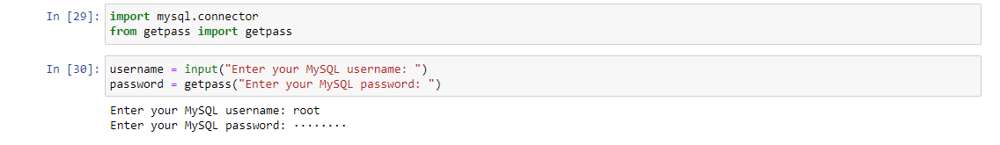 In [29]: import mysql.connector
from getpass import getpass
In [30]: username = input("Enter your MySQL username: ")
password = getpass("Enter your MySQL password: ")
Enter your MySQL username: root
Enter your MySQL password: ········